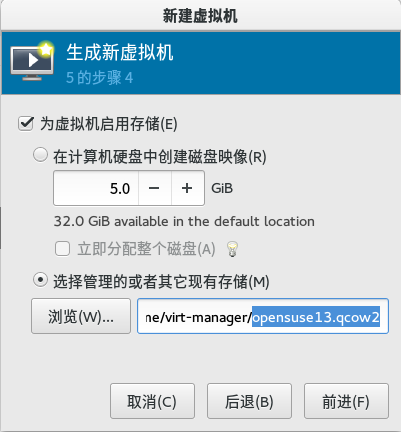 新建虚拟机
生成新虚拟机
5 的步骤 4
为虚拟机启用存储(E)
在计算机硬盘中创建磁盘映像(R)
5.0 − + GiB
32.0 GiB available in the default location
立即分配整个磁盘(A)
选择管理的或者其它现有存储(M)
浏览(W)... ne/virt-manager/opensuse13.qcow2
取消(C) 后退(B) 前进(F)